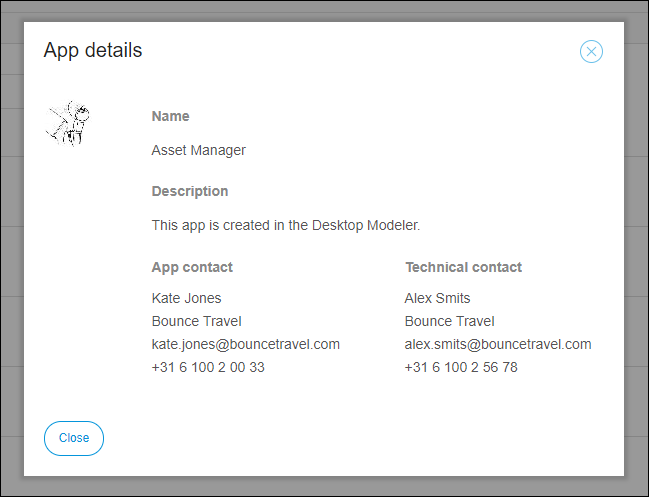 App details
Name
Asset Manager
Description
This app is created in the Desktop Modeler.
App contact
Kate Jones
Bounce Travel
kate.jones@bouncetravel.com
+31 6 100 2 00 33
Technical contact
Alex Smits
Bounce Travel
alex.smits@bouncetravel.com
+31 6 100 2 56 78
Close